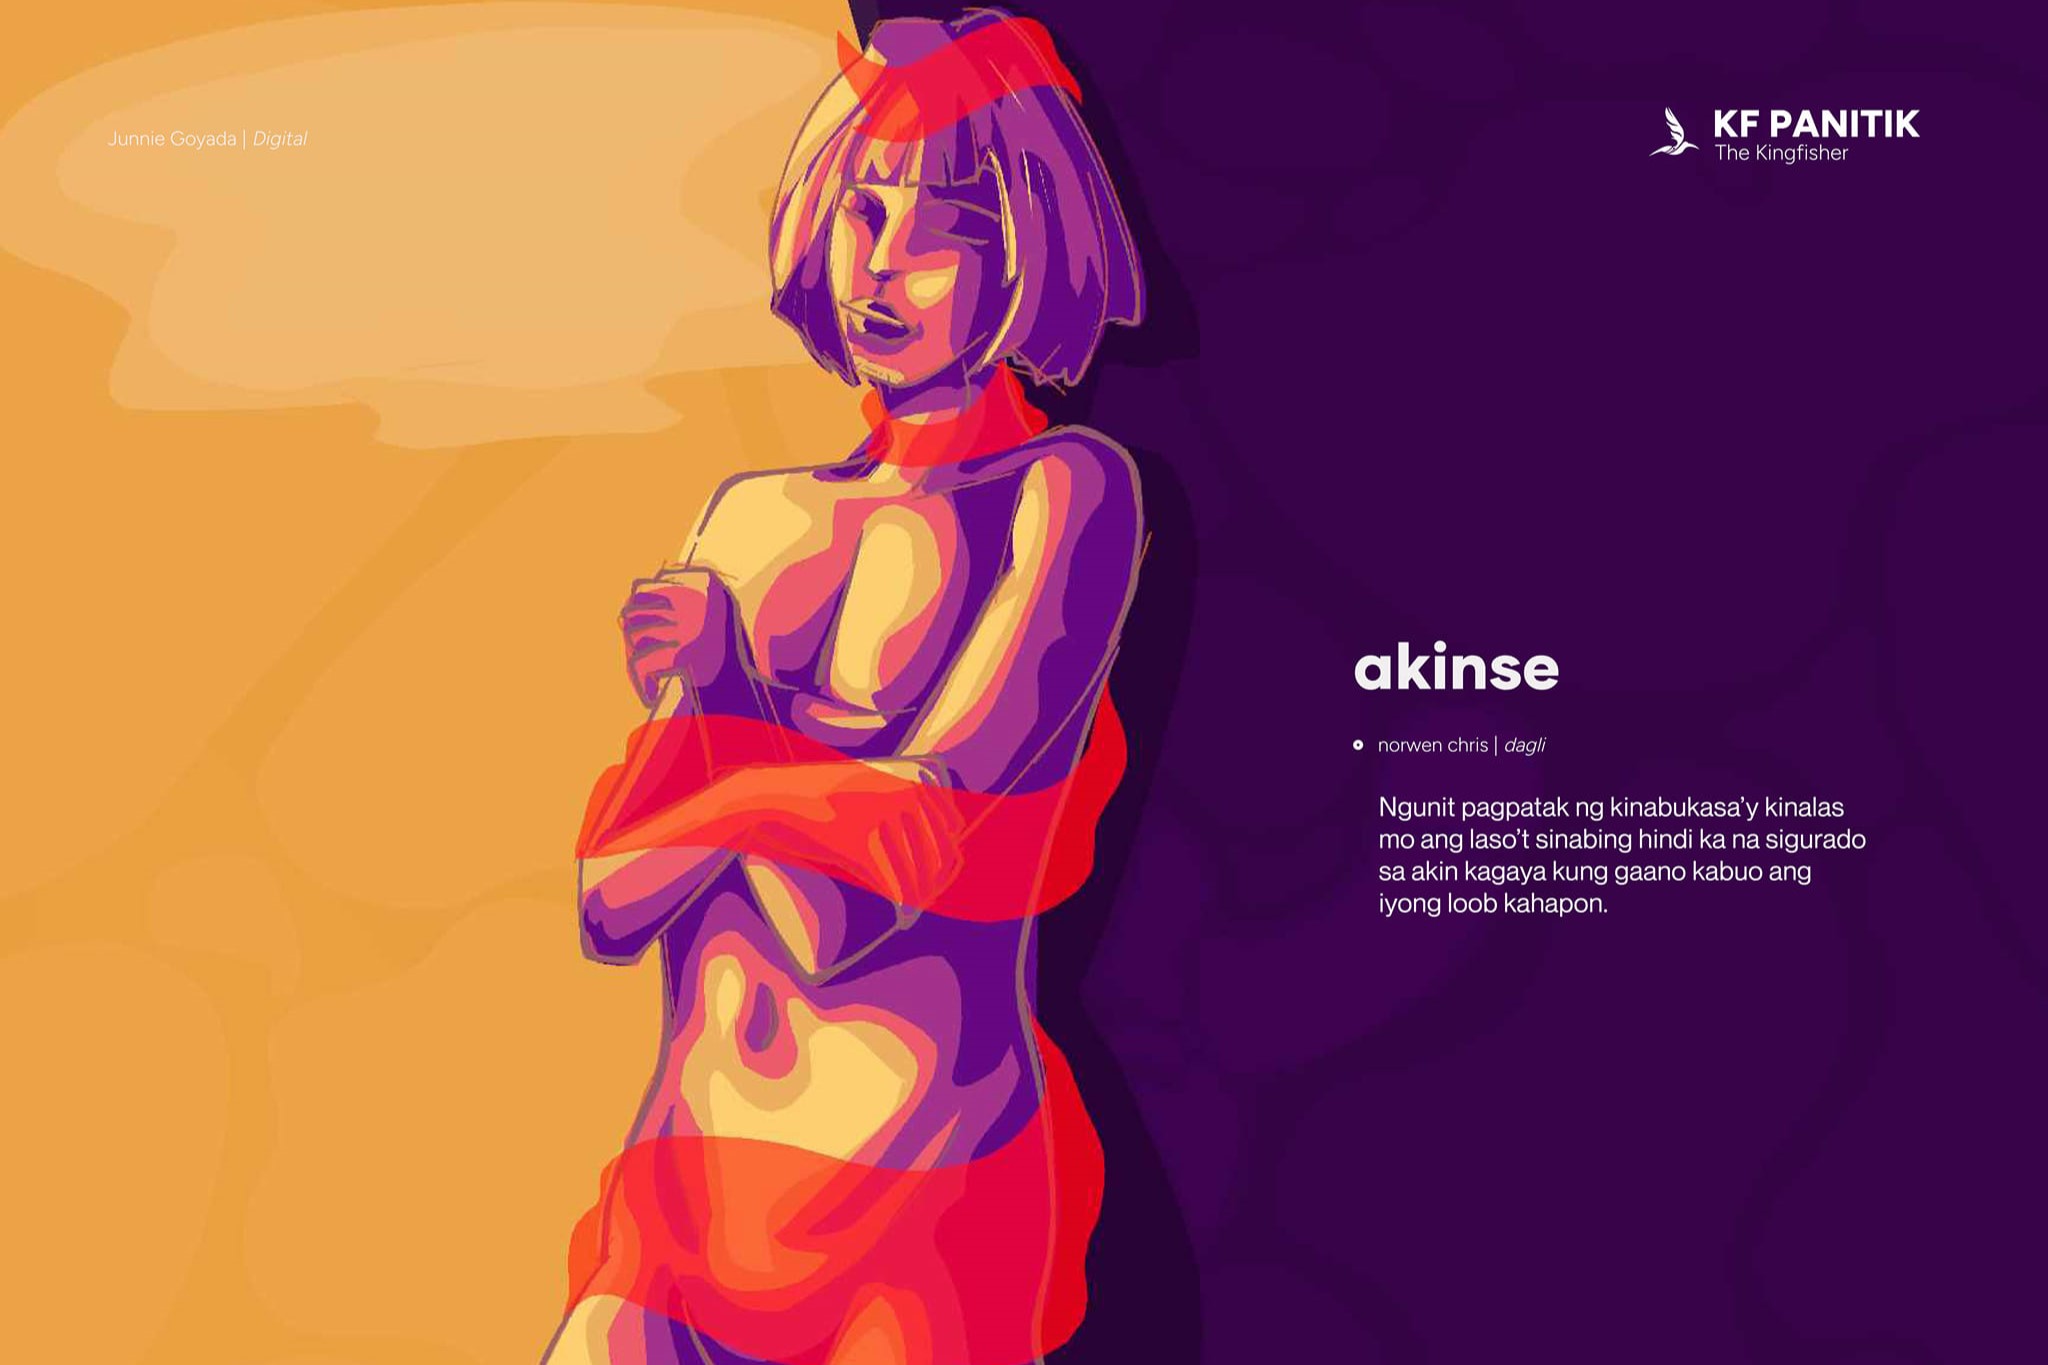 Junnie Goyada | Digital
KF PANITIK
The Kingfisher
akinse
norwen chris | dagli
Ngunit pagpatak ng kinabukasa’y kinalas
mo ang laso’t sinabing hindi ka na sigurado
sa akin kagaya kung gaano kabuo ang
iyong loob kahapon.